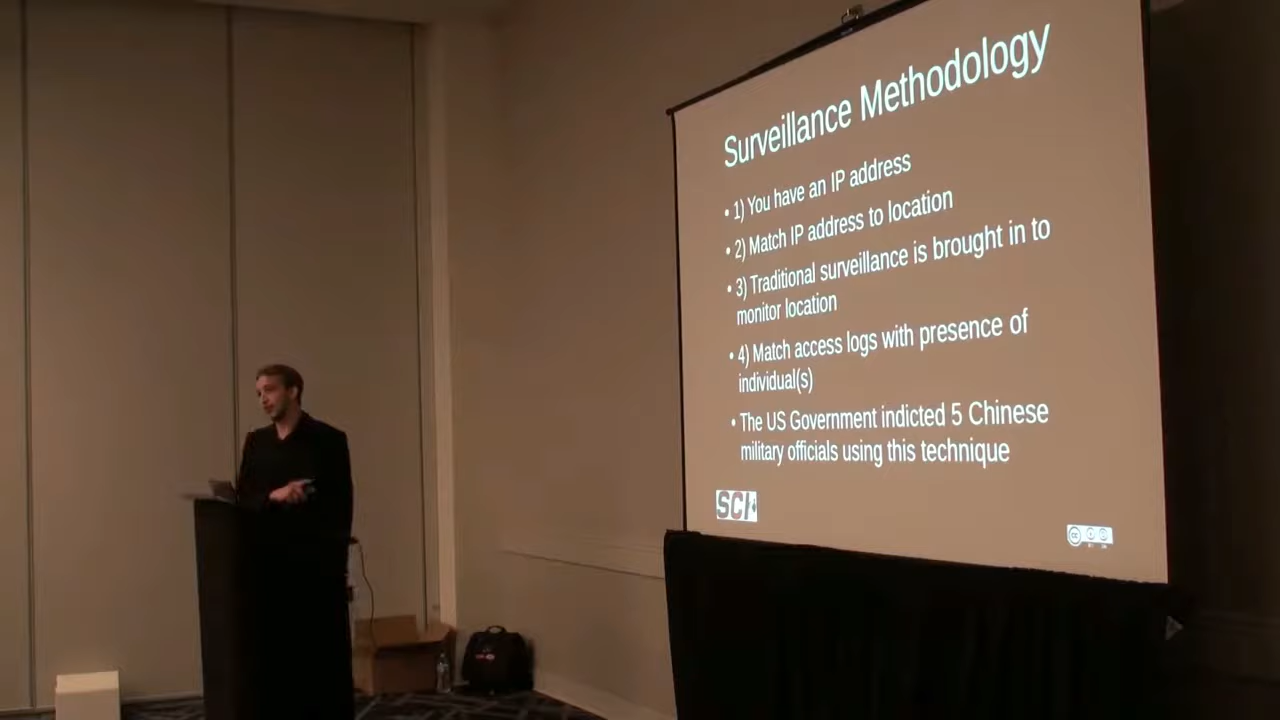 Surveillance Methodology
• 1) You have an IP address
• 2) Match IP address to location
• 3) Traditional surveillance is brought in to
monitor location
• 4) Match access logs with presence of
individual(s)
• The US Government indicted 5 Chinese
military officials using this technique
SCI
cc